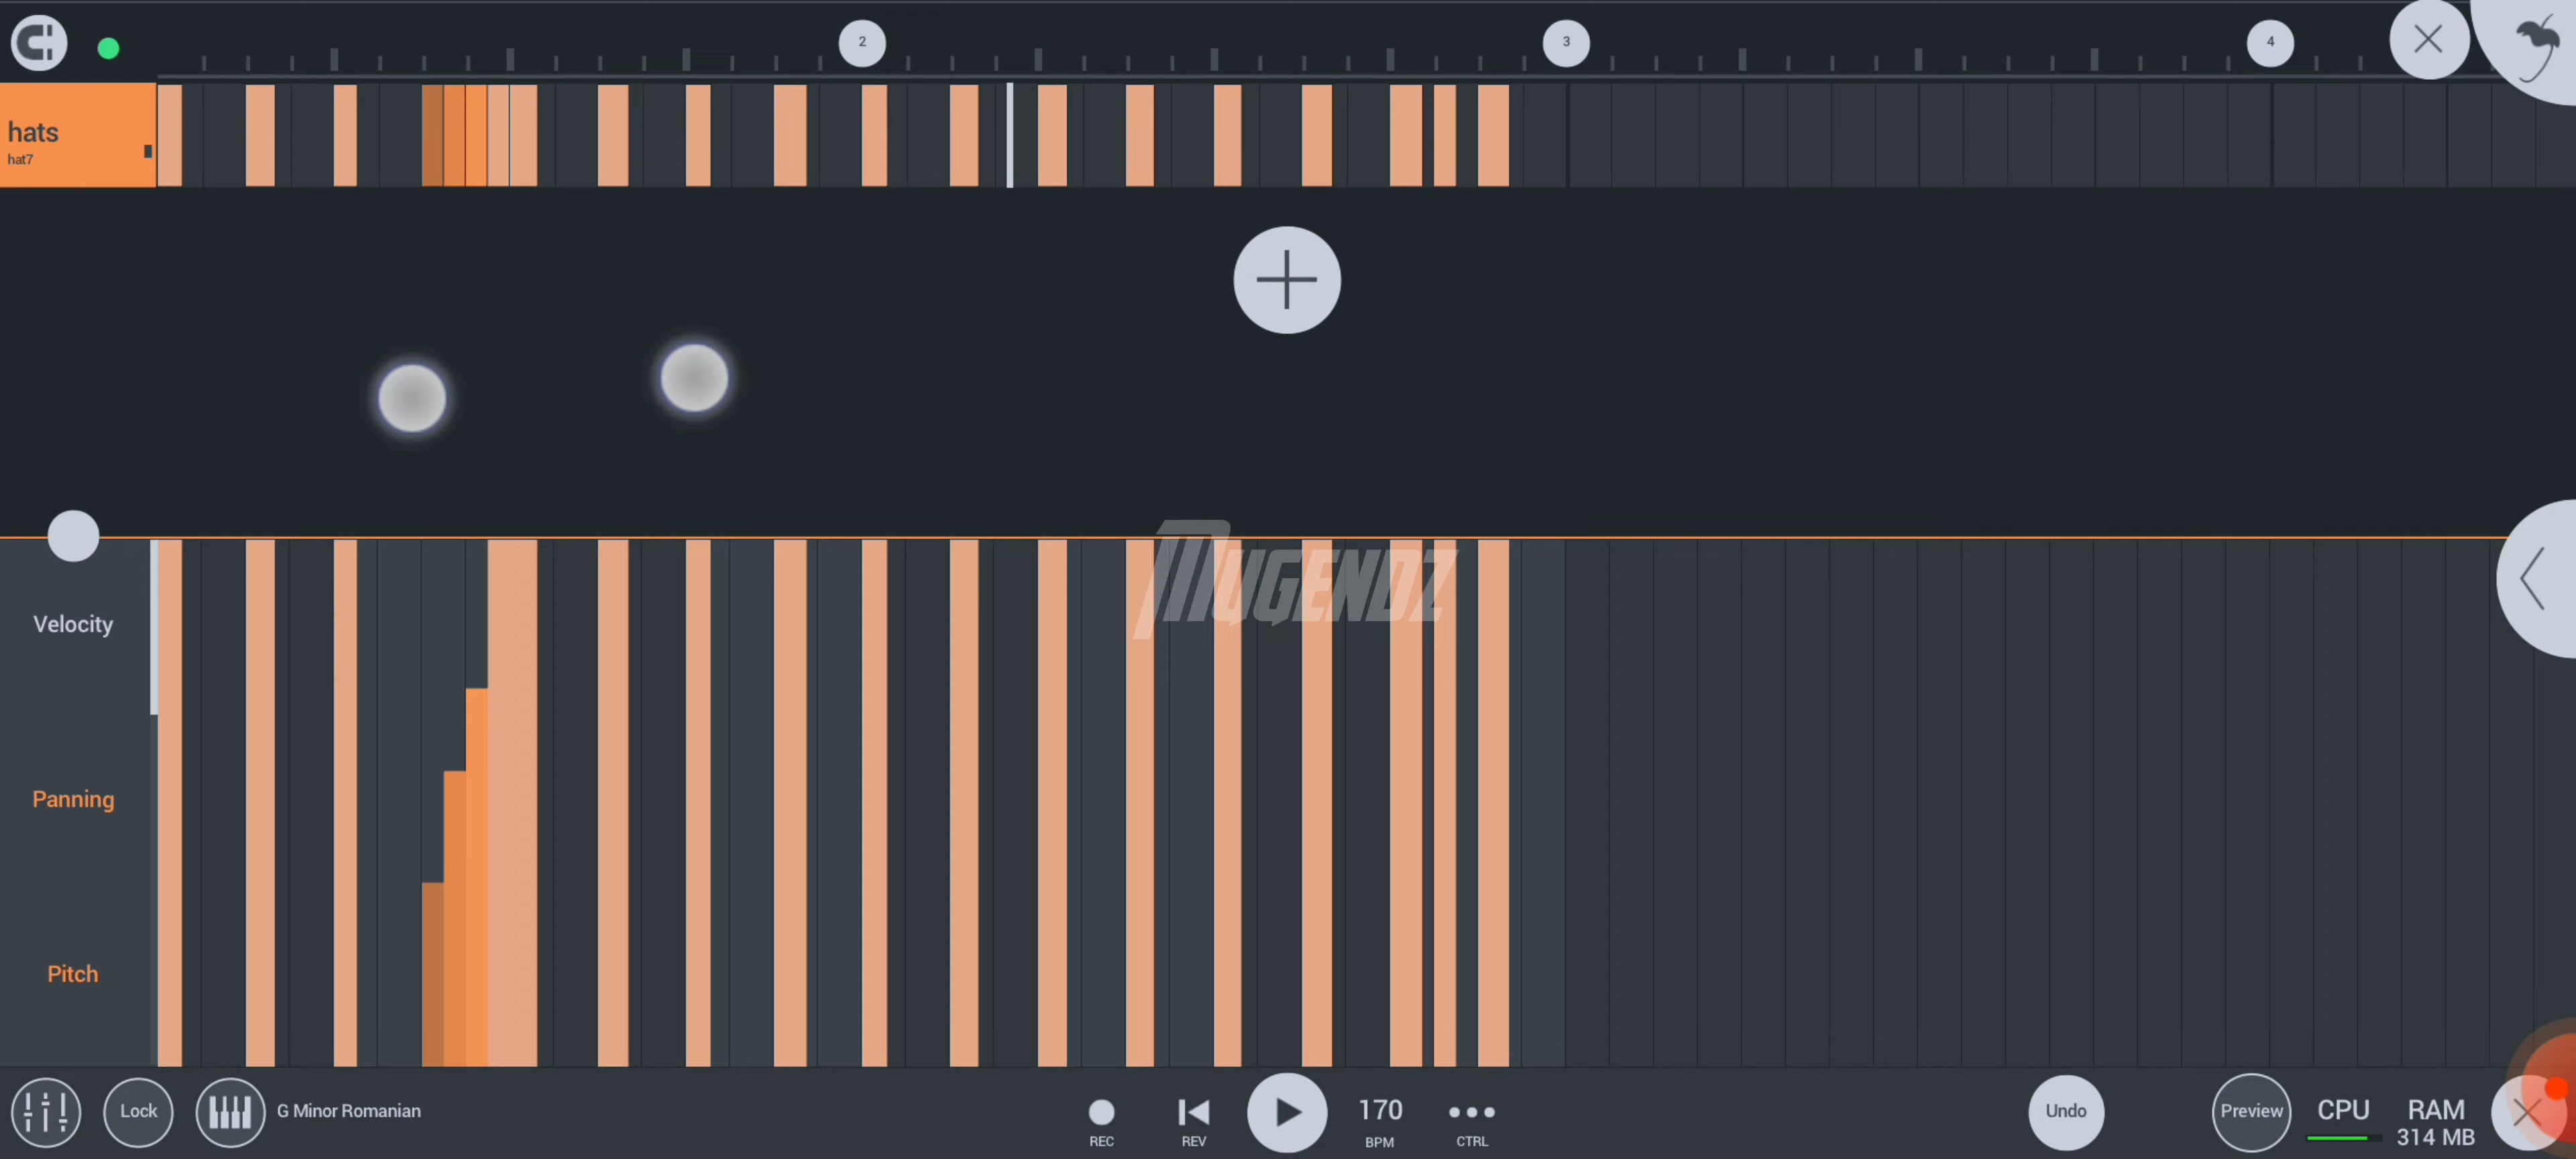 2
3
4
hats
hat7
MUGENDZ
Velocity
Panning
Pitch
Lock
G Minor Romanian
REC
REV
170
BPM
CTRL
Undo
Preview
CPU
RAM
314 MB